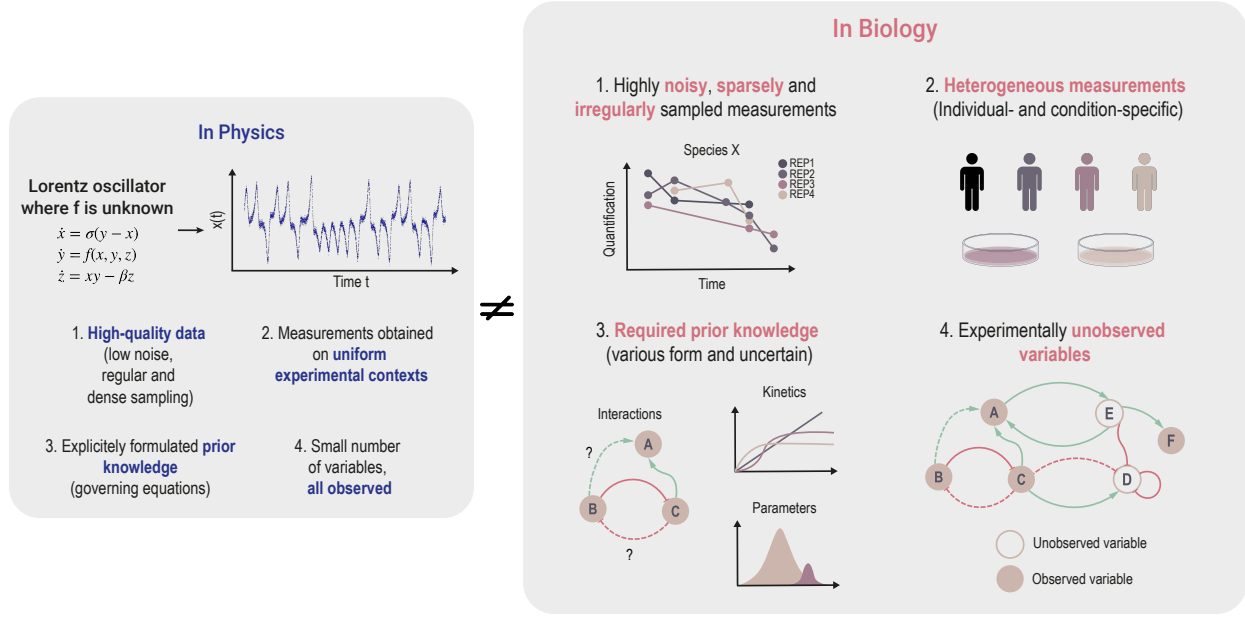 In Physics
Lorentz oscillator
where f is unknown
ẋ = σ(y − x)
ẏ = f(x, y, z)
ż = xy − βz
x(t)
Time t
1. High-quality data
(low noise,
regular and
dense sampling)
2. Measurements obtained
on uniform
experimental contexts
3. Explicitely formulated prior
knowledge
(governing equations)
4. Small number
of variables,
all observed
≠
In Biology
1. Highly noisy, sparsely and
irregularly sampled measurements
Species X
REP1
REP2
REP3
REP4
Quantification
Time
2. Heterogeneous measurements
(Individual- and condition-specific)
3. Required prior knowledge
(various form and uncertain)
Interactions
?
A
B
C
?
Kinetics
Parameters
4. Experimentally unobserved
variables
A
E
F
B
C
D
Unobserved variable
Observed variable